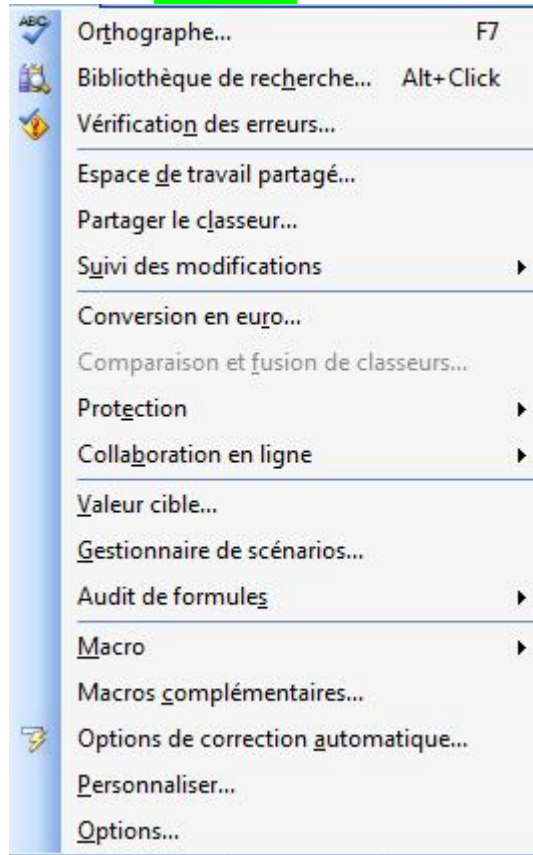 Orthographe... F7
Bibliothèque de recherche... Alt+Click
Vérification des erreurs...
Espace de travail partagé...
Partager le classeur...
Suivi des modifications
Conversion en euro...
Comparaison et fusion de classeurs...
Protection
Collaboration en ligne
Valeur cible...
Gestionnaire de scénarios...
Audit de formules
Macro
Macros complémentaires...
Options de correction automatique...
Personnaliser...
Options...